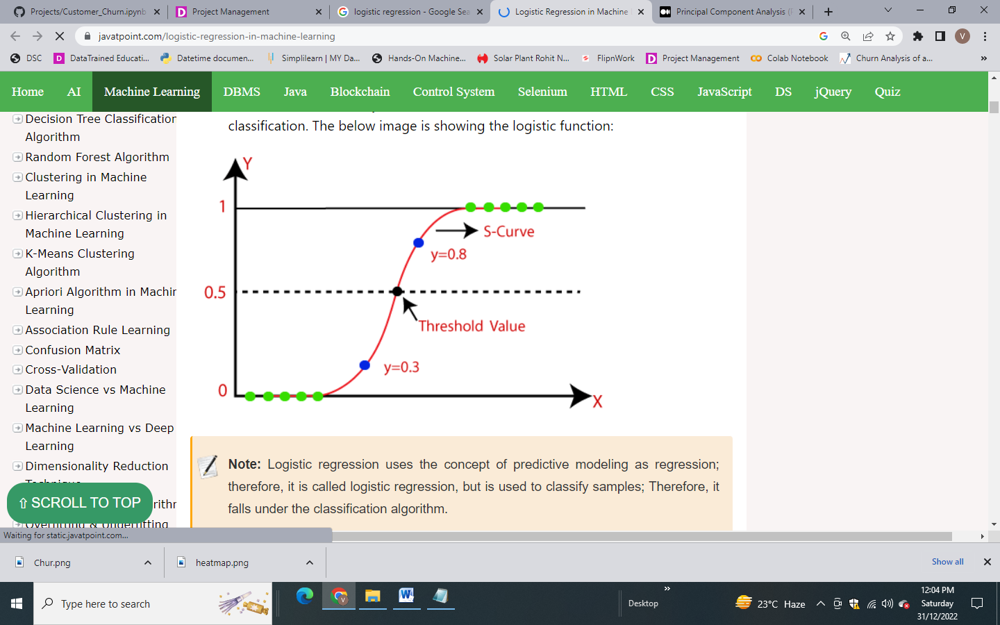 Projects/Customer_Churn.ipynb
Project Management
logistic regression - Google Sea
Logistic Regression in Machine
Principal Component Analysis (
javatpoint.com/logistic-regression-in-machine-learning
V
DSC
DataTrained Educati...
Datetime documen...
Simplilearn | MY Da...
Hands-On Machine...
Solar Plant Rohit N...
FlipnWork
Project Management
Colab Notebook
Churn Analysis of a...
»
Home AI Machine Learning DBMS Java Blockchain Control System Selenium HTML CSS JavaScript DS jQuery Quiz
Decision Tree Classification
Algorithm
Random Forest Algorithm
Clustering in Machine
Learning
Hierarchical Clustering in
Machine Learning
K-Means Clustering
Algorithm
Apriori Algorithm in Machin
Learning
Association Rule Learning
Confusion Matrix
Cross-Validation
Data Science vs Machine
Learning
Machine Learning vs Deep
Learning
Dimensionality Reduction
Technique
rithm
Overfitting & Underfitting
⇧ SCROLL TO TOP
classification. The below image is showing the logistic function:
Y
1
S-Curve
y=0.8
0.5
Threshold Value
y=0.3
0
X
Note: Logistic regression uses the concept of predictive modeling as regression;
therefore, it is called logistic regression, but is used to classify samples; Therefore, it
falls under the classification algorithm.
Waiting for static.javatpoint.com...
Chur.png
heatmap.png
Show all
Type here to search
V
W
Desktop
»
23°C Haze
12:04 PM
Saturday
31/12/2022